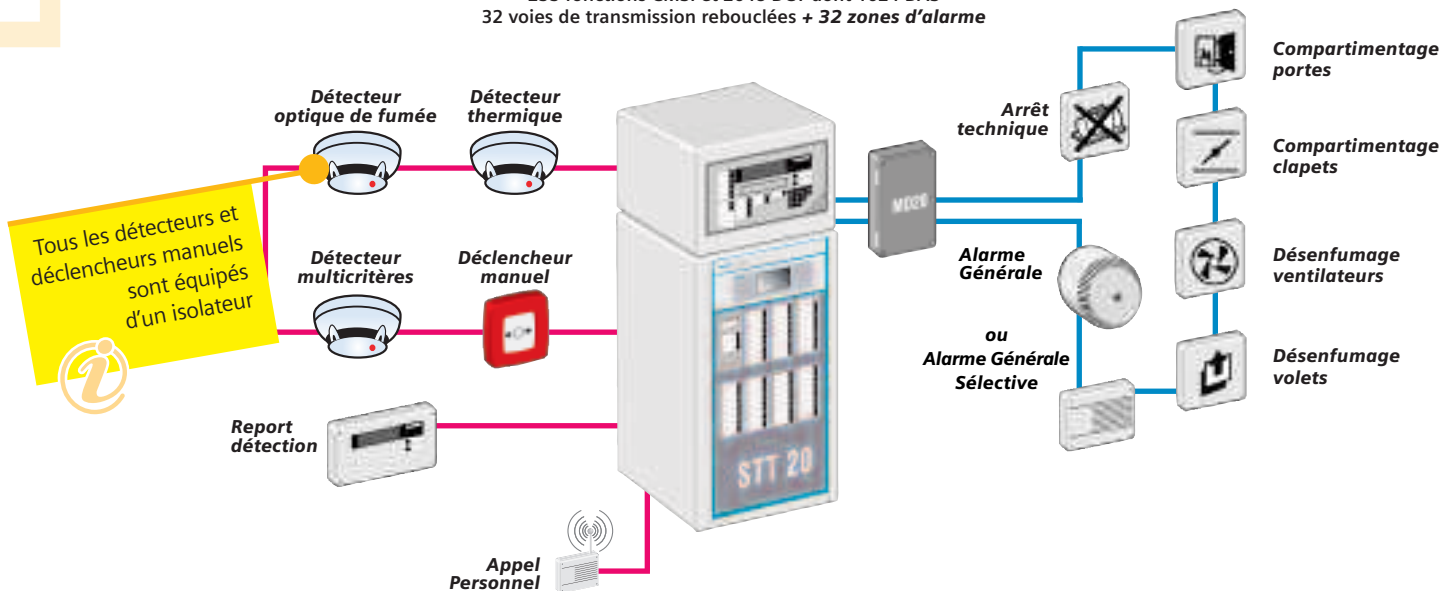 32 voies de transmission rebouclées + 32 zones d'alarme
Détecteur
optique de fumée
Détecteur
thermique
Tous les détecteurs et
déclencheurs manuels
sont équipés
d'un isolateur
i
Détecteur
multicritères
Déclencheur
manuel
Report
détection
Appel
Personnel
STT 20
MD20
Arrêt
technique
Alarme
Générale
ou
Alarme Générale
Sélective
Compartimentage
portes
Compartimentage
clapets
Désenfumage
ventilateurs
Désenfumage
volets